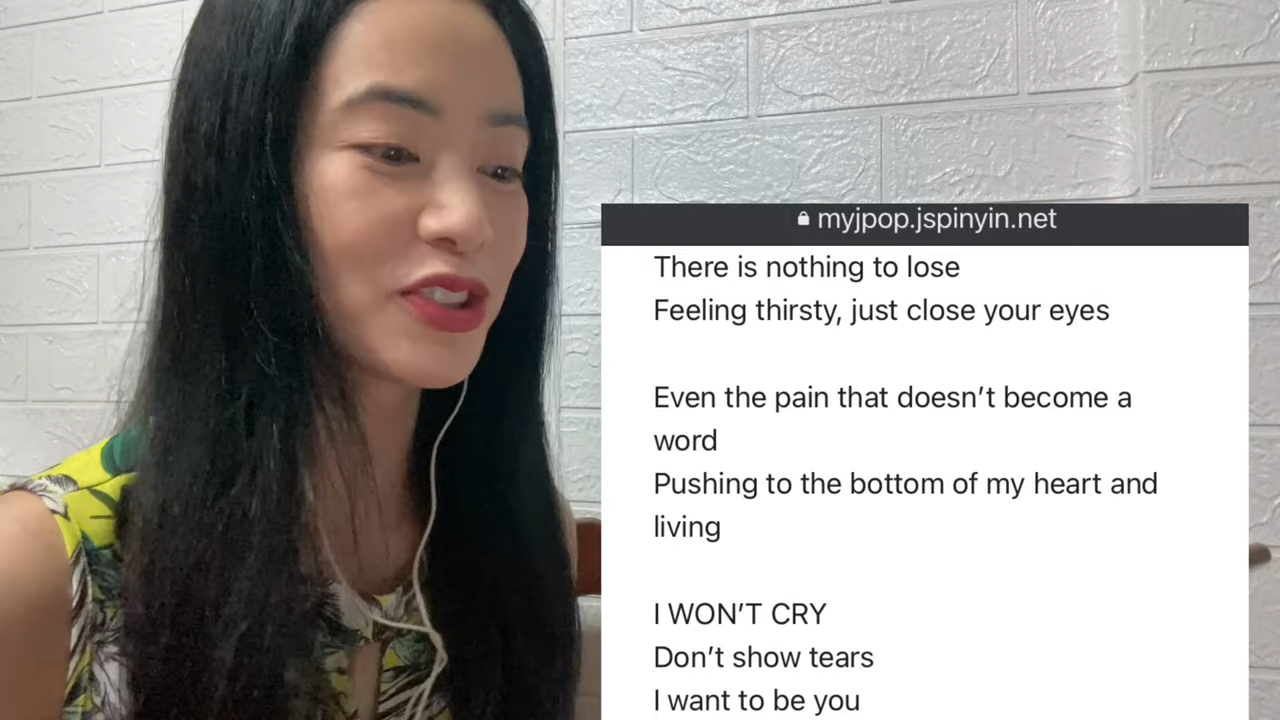 myjpop.jspinyin.net
There is nothing to lose
Feeling thirsty, just close your eyes
Even the pain that doesn’t become a
word
Pushing to the bottom of my heart and
living
I WON’T CRY
Don’t show tears
I want to be you